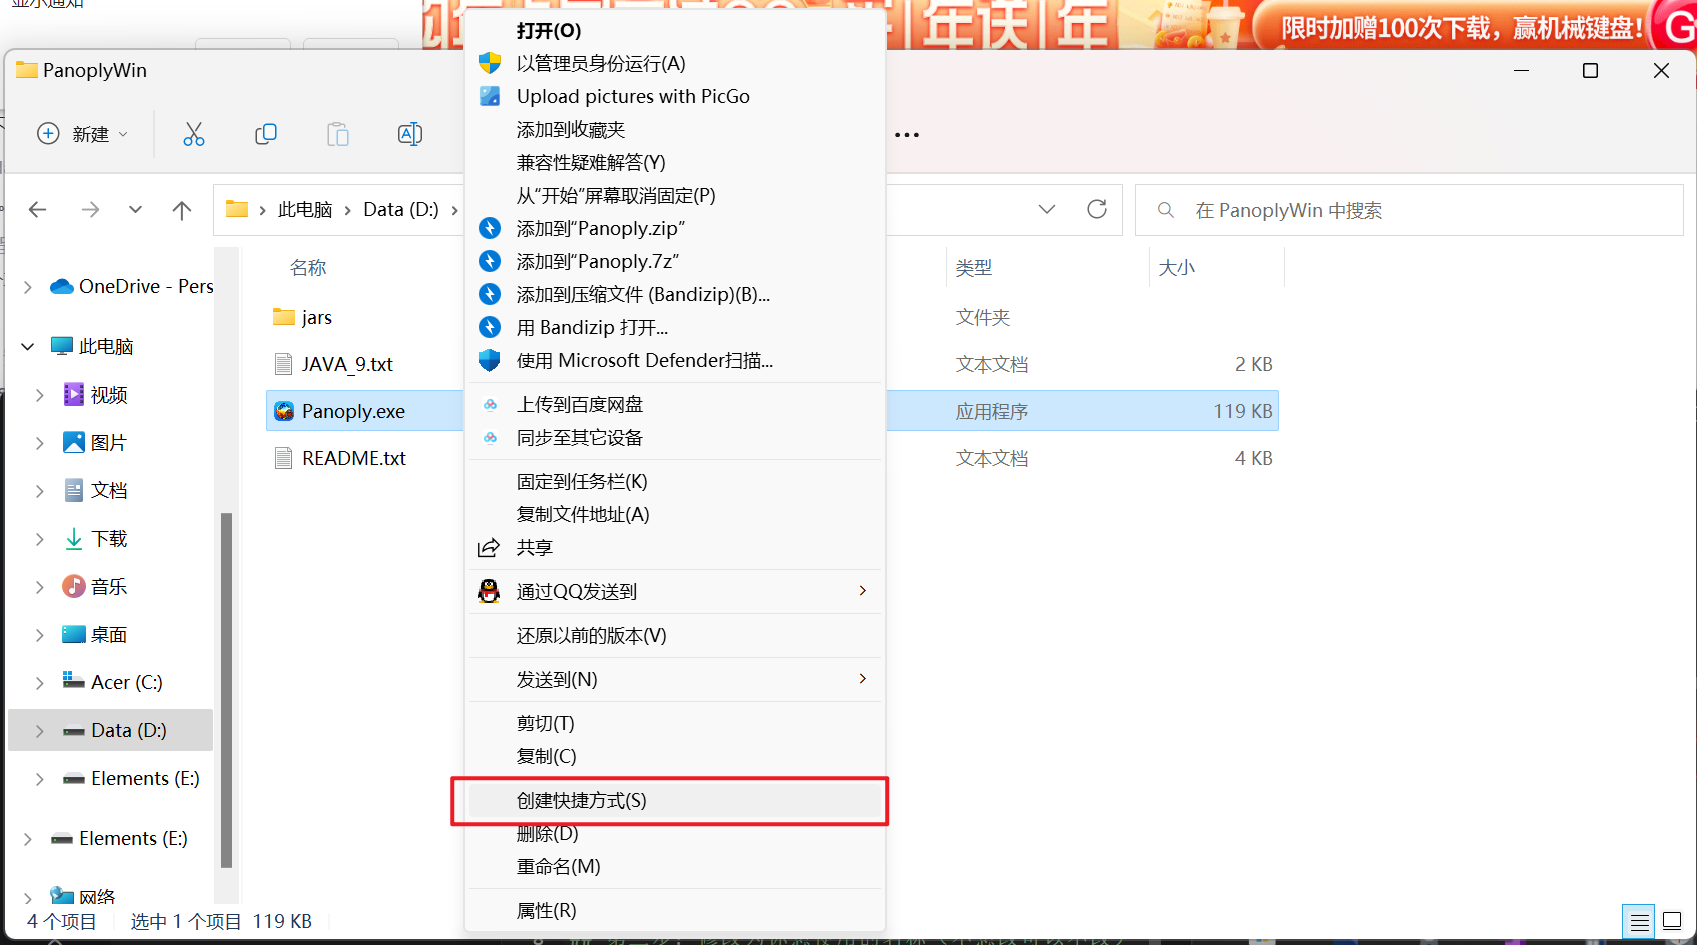 显示通知
年送年
限时加赠100次下载，赢机械键盘!
G
PanoplyWin
新建
此电脑
Data (D:)
在 PanoplyWin 中搜索
名称
类型
大小
OneDrive - Pers
此电脑
视频
图片
文档
下载
音乐
桌面
Acer (C:)
Data (D:)
Elements (E:)
Elements (E:)
网络
jars
文件夹
JAVA_9.txt
文本文档
2 KB
Panoply.exe
应用程序
119 KB
README.txt
文本文档
4 KB
打开(O)
以管理员身份运行(A)
Upload pictures with PicGo
添加到收藏夹
兼容性疑难解答(Y)
从“开始”屏幕取消固定(P)
添加到“Panoply.zip”
添加到“Panoply.7z”
添加到压缩文件 (Bandizip)(B)...
用 Bandizip 打开...
使用 Microsoft Defender扫描...
上传到百度网盘
同步至其它设备
固定到任务栏(K)
复制文件地址(A)
共享
通过QQ发送到
还原以前的版本(V)
发送到(N)
剪切(T)
复制(C)
创建快捷方式(S)
删除(D)
重命名(M)
属性(R)
4 个项目
选中 1 个项目
119 KB